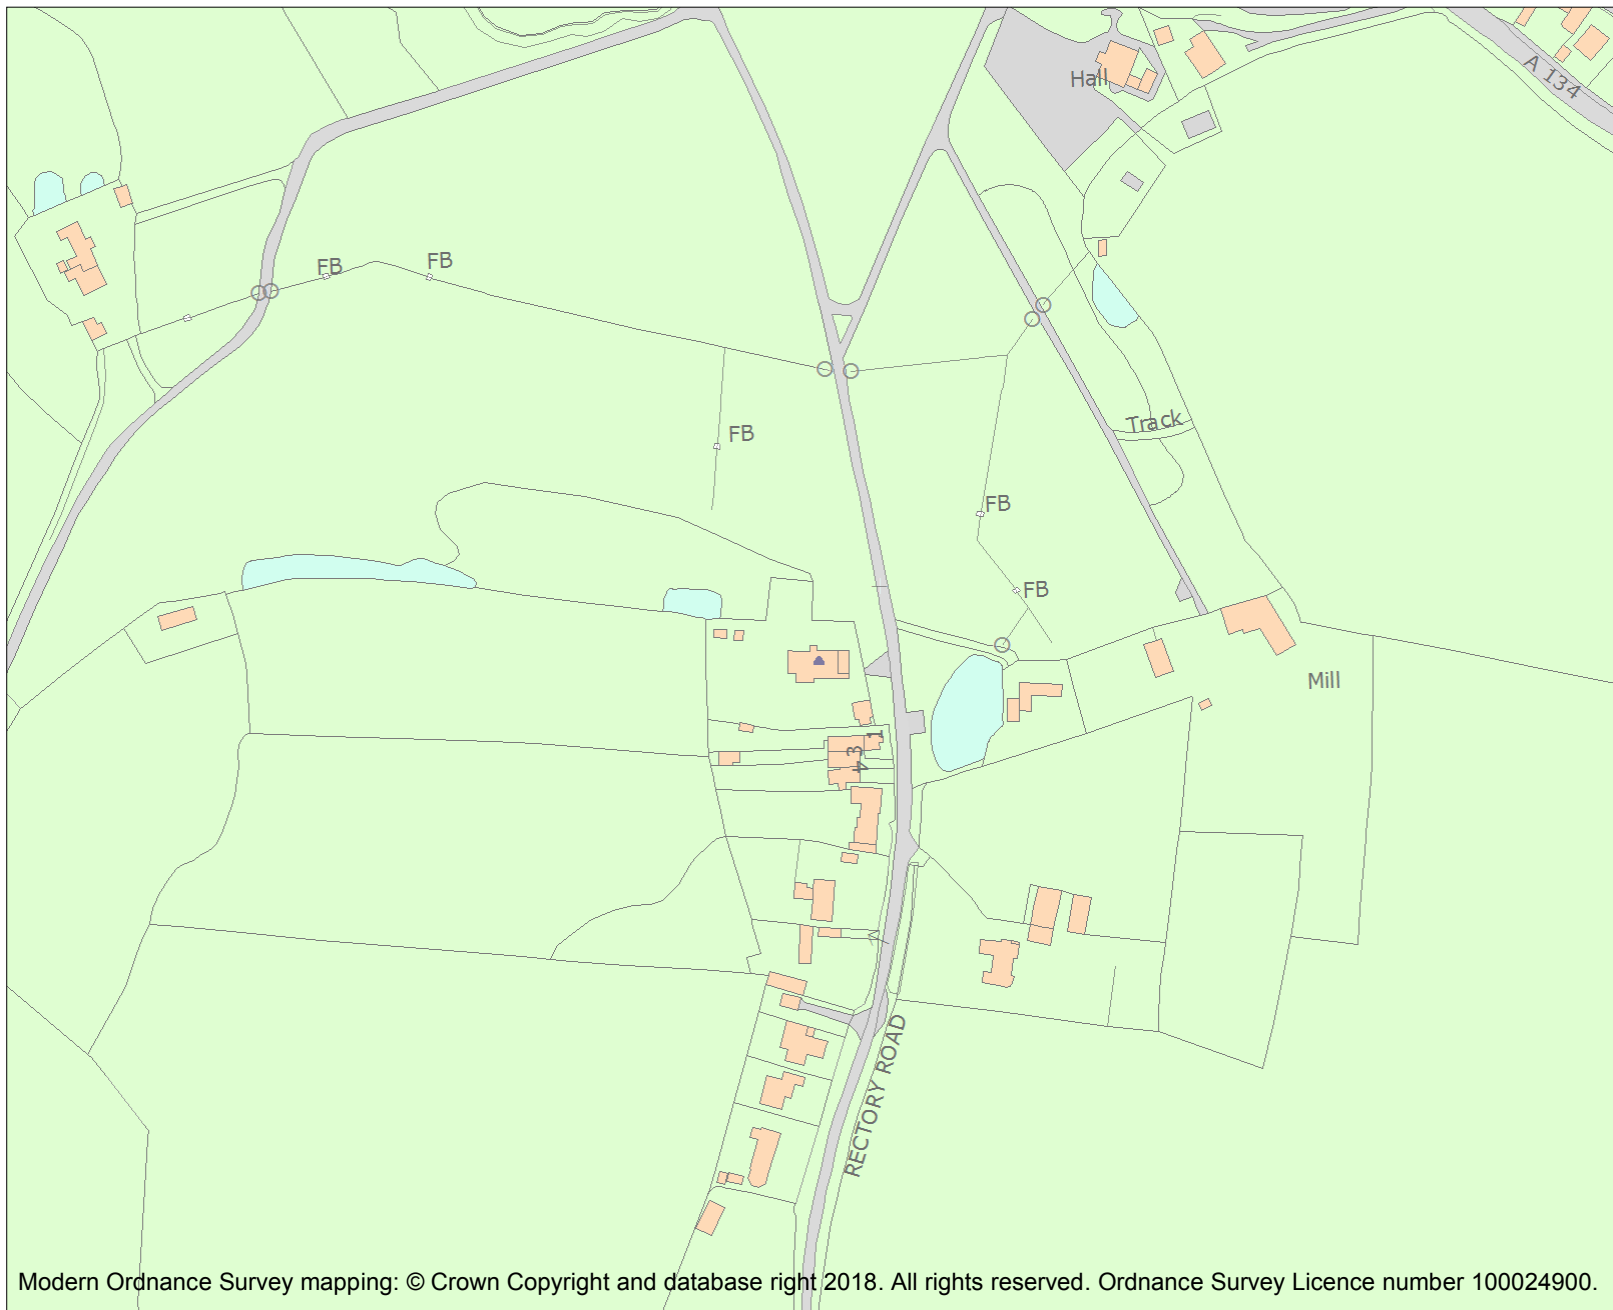 Hall
A 134
FB
FB
Track
FB
FB
FB
Mill
1
3
4
RECTORY ROAD
Modern Ordnance Survey mapping: © Crown Copyright and database right 2018. All rights reserved. Ordnance Survey Licence number 100024900.